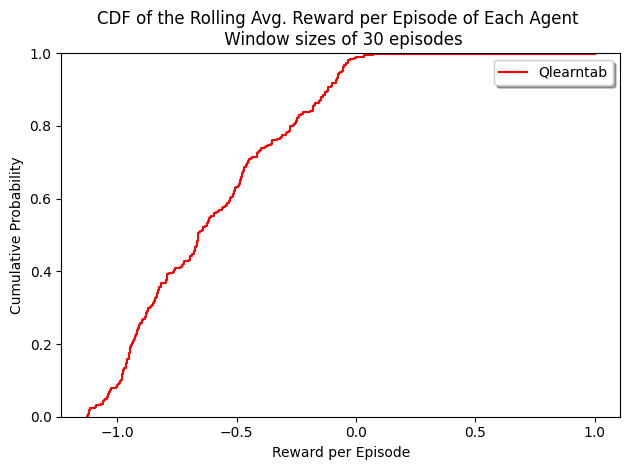 CDF of the Rolling Avg. Reward per Episode of Each Agent
Window sizes of 30 episodes
Qlearntab
1.0
0.8
0.6
0.4
0.2
0.0
Cumulative Probability
−1.0
−0.5
0.0
0.5
1.0
Reward per Episode